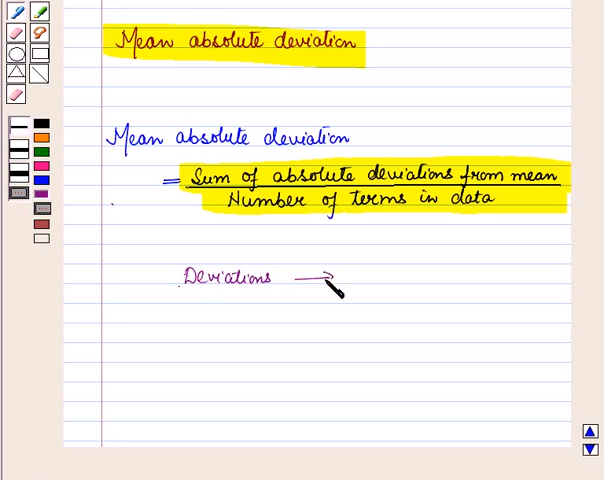 Mean absolute deviation
Mean absolute deviation
= Sum of absolute deviations from mean
Number of terms in data
Deviations →